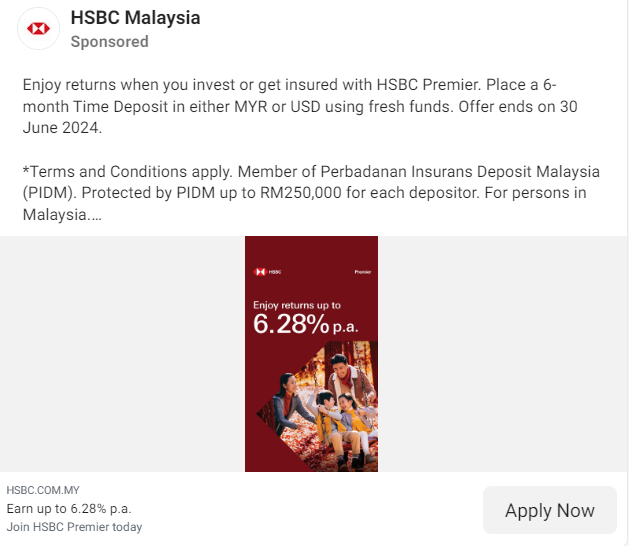 HSBC Malaysia
Sponsored
Enjoy returns when you invest or get insured with HSBC Premier. Place a 6-
month Time Deposit in either MYR or USD using fresh funds. Offer ends on 30
June 2024.
*Terms and Conditions apply. Member of Perbadanan Insurans Deposit Malaysia
(PIDM). Protected by PIDM up to RM250,000 for each depositor. For persons in
Malaysia....
HSBC Premier
Enjoy returns up to
6.28% p.a.
HSBC.COM.MY
Earn up to 6.28% p.a.
Join HSBC Premier today
Apply Now